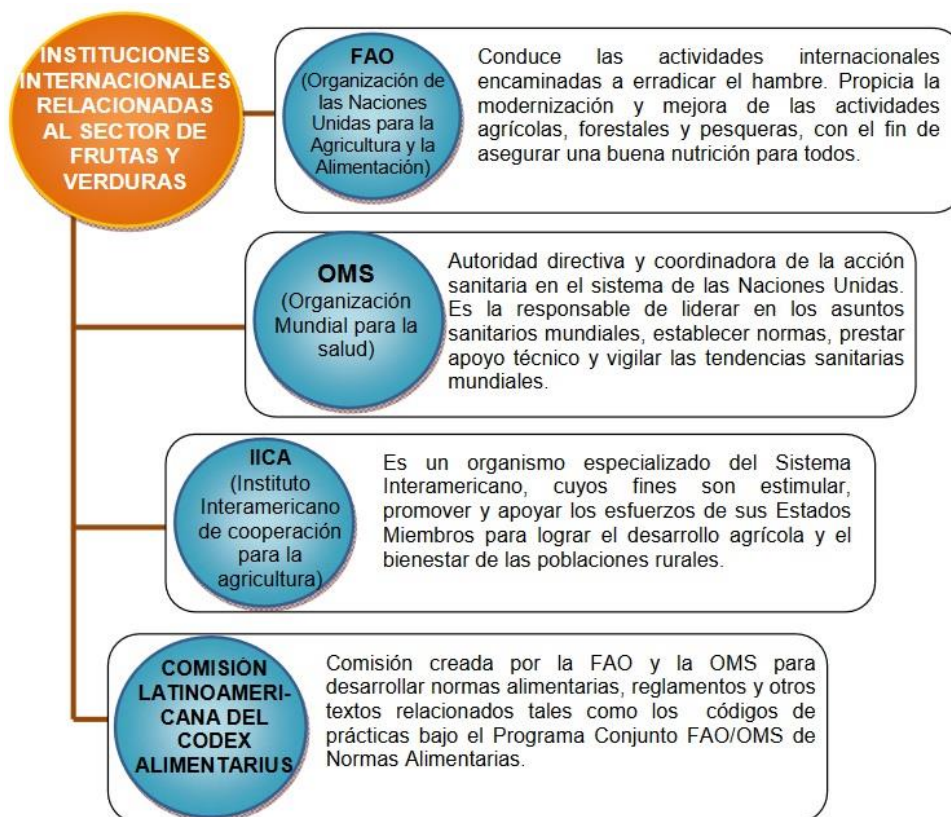 INSTITUCIONES
INTERNACIONALES
RELACIONADAS
AL SECTOR DE
FRUTAS Y
VERDURAS
FAO
(Organización de
las Naciones
Unidas para la
Agricultura y la
Alimentación)
Conduce las actividades internacionales
encaminadas a erradicar el hambre. Propicia la
modernización y mejora de las actividades
agrícolas, forestales y pesqueras, con el fin de
asegurar una buena nutrición para todos.
OMS
(Organización
Mundial para la
salud)
Autoridad directiva y coordinadora de la acción
sanitaria en el sistema de las Naciones Unidas.
Es la responsable de liderar en los asuntos
sanitarios mundiales, establecer normas, prestar
apoyo técnico y vigilar las tendencias sanitarias
mundiales.
IICA
(Instituto
Interamericano
de cooperación
para la
agricultura)
Es un organismo especializado del Sistema
Interamericano, cuyos fines son estimular,
promover y apoyar los esfuerzos de sus Estados
Miembros para lograr el desarrollo agrícola y el
bienestar de las poblaciones rurales.
COMISIÓN
LATINOAMERI-
CANA DEL
CODEX
ALIMENTARIUS
Comisión creada por la FAO y la OMS para
desarrollar normas alimentarias, reglamentos y otros
textos relacionados tales como los códigos de
prácticas bajo el Programa Conjunto FAO/OMS de
Normas Alimentarias.